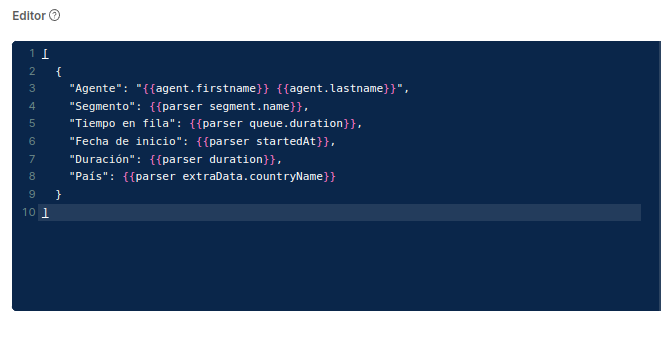 Editor ?
1 [
2 {
3 "Agente": "{{agent.firstname}} {{agent.lastname}}",
4 "Segmento": {{parser segment.name}},
5 "Tiempo en fila": {{parser queue.duration}},
6 "Fecha de inicio": {{parser startedAt}},
7 "Duración": {{parser duration}},
8 "País": {{parser extraData.countryName}}
9 }
10 ]